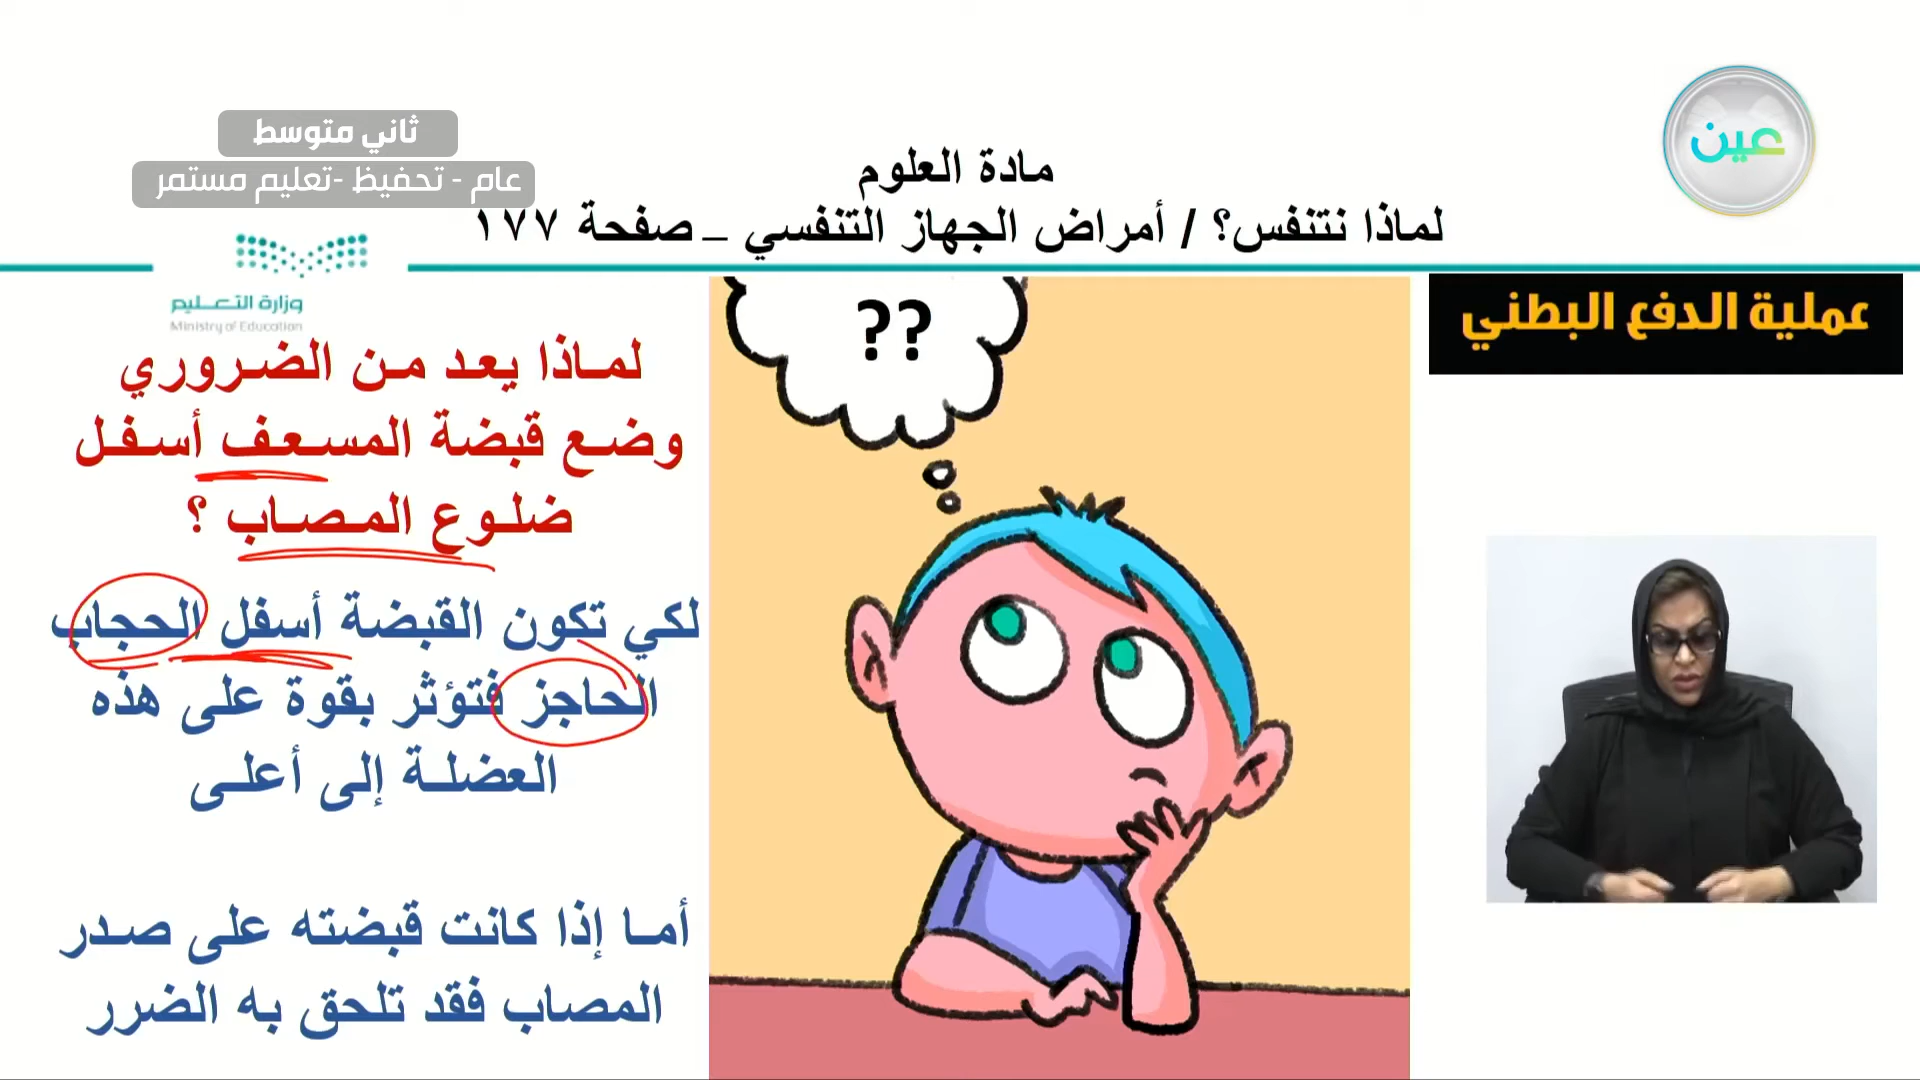 ثاني متوسط
عام - تحفيظ -تعليم مستمر
عين
مادة العلوم
لماذا نتنفس؟ / أمراض الجهاز التنفسي – صفحة ١٧٧
وزارة التعليم
Ministry of Education
عملية الدفع البطني
??
لماذا يعد من الضروري
وضع قبضة المسعف أسفل
ضلوع المصاب ؟
لكي تكون القبضة أسفل الحجاب
الحاجز فتؤثر بقوة على هذه
العضلة إلى أعلى
أما إذا كانت قبضته على صدر
المصاب فقد تلحق به الضرر